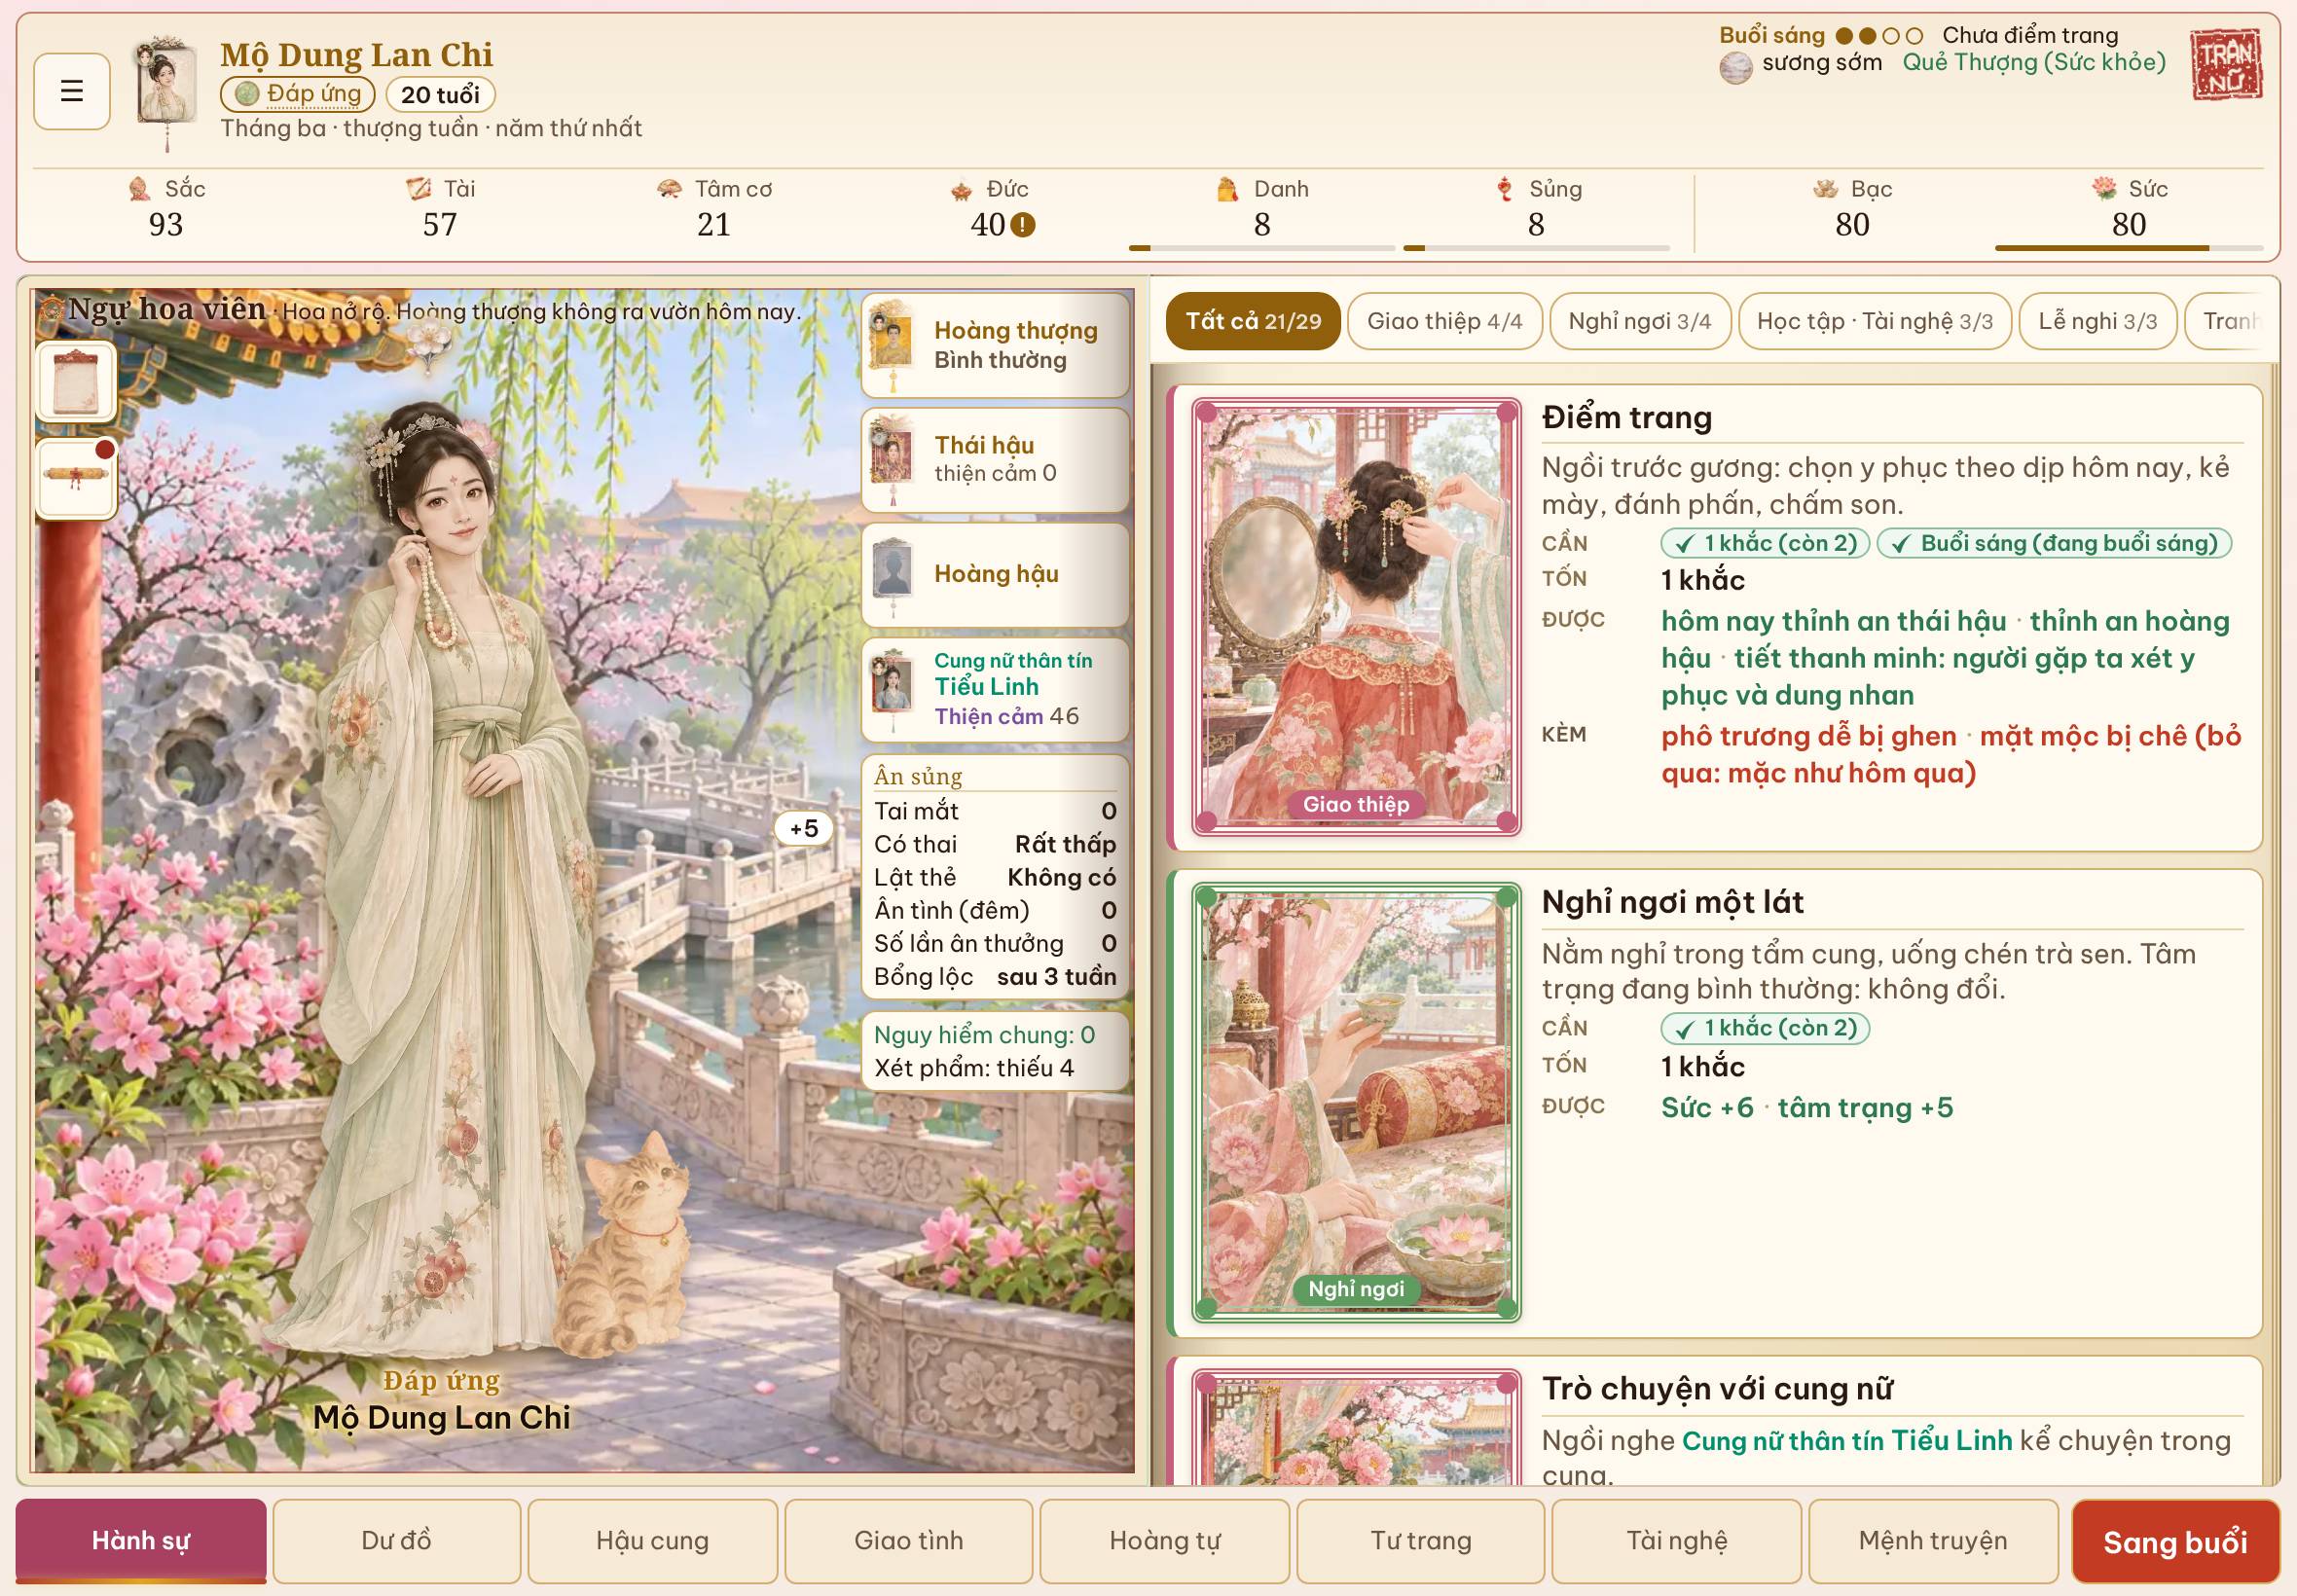 Mộ Dung Lan Chi
Đáp ứng
20 tuổi
Tháng ba · thượng tuần · năm thứ nhất
Buổi sáng
Chưa điểm trang
sương sớm
Quẻ Thượng (Sức khỏe)
TRÂN NỮ
Sắc
93
Tài
57
Tâm cơ
21
Đức
40 !
Danh
8
Sủng
8
Bạc
80
Sức
80
Ngự hoa viên · Hoa nở rộ. Hoàng thượng không ra vườn hôm nay.
Hoàng thượng
Bình thường
Thái hậu
thiện cảm 0
Hoàng hậu
Cung nữ thân tín
Tiểu Linh
Thiện cảm 46
Ân sủng
Tai mắt 0
Có thai Rất thấp
Lật thẻ Không có
Ân tình (đêm) 0
Số lần ân thưởng 0
Bổng lộc sau 3 tuần
Nguy hiểm chung: 0
Xét phẩm: thiếu 4
+5
Đáp ứng
Mộ Dung Lan Chi
Tất cả 21/29
Giao thiệp 4/4
Nghỉ ngơi 3/4
Học tập · Tài nghệ 3/3
Lễ nghi 3/3
Tranh
Điểm trang
Ngồi trước gương: chọn y phục theo dịp hôm nay, kẻ
mày, đánh phấn, chấm son.
CẦN ✓ 1 khắc (còn 2) ✓ Buổi sáng (đang buổi sáng)
TỐN 1 khắc
ĐƯỢC hôm nay thỉnh an thái hậu · thỉnh an hoàng
hậu · tiết thanh minh: người gặp ta xét y
phục và dung nhan
KÈM phô trương dễ bị ghen · mặt mộc bị chê (bỏ
qua: mặc như hôm qua)
Giao thiệp
Nghỉ ngơi một lát
Nằm nghỉ trong tẩm cung, uống chén trà sen. Tâm
trạng đang bình thường: không đổi.
CẦN ✓ 1 khắc (còn 2)
TỐN 1 khắc
ĐƯỢC Sức +6 · tâm trạng +5
Nghỉ ngơi
Trò chuyện với cung nữ
Ngồi nghe Cung nữ thân tín Tiểu Linh kể chuyện trong
cung.
Hành sự
Dư đồ
Hậu cung
Giao tình
Hoàng tự
Tư trang
Tài nghệ
Mệnh truyện
Sang buổi